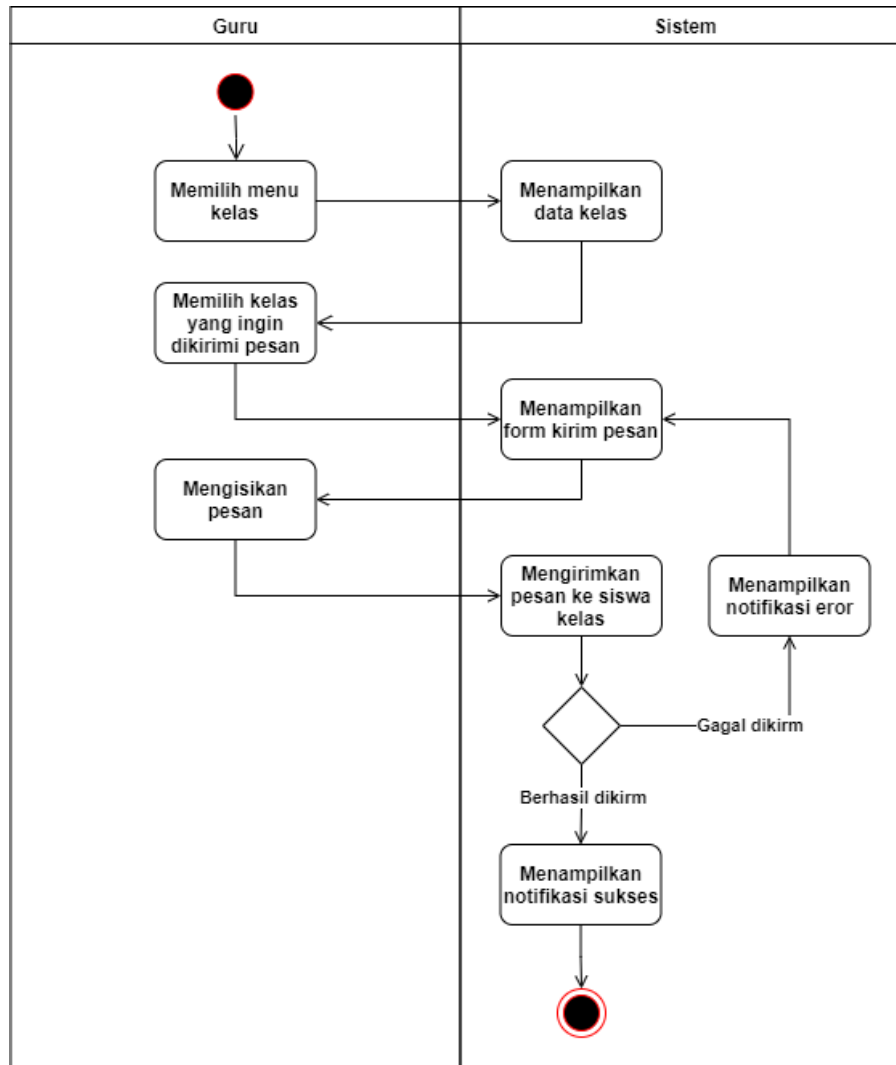 Guru
Sistem
Memilih menu
kelas
Menampilkan
data kelas
Memilih kelas
yang ingin
dikirimi pesan
Menampilkan
form kirim pesan
Mengisikan
pesan
Mengirimkan
pesan ke siswa
kelas
Menampilkan
notifikasi eror
Gagal dikirm
Berhasil dikirm
Menampilkan
notifikasi sukses